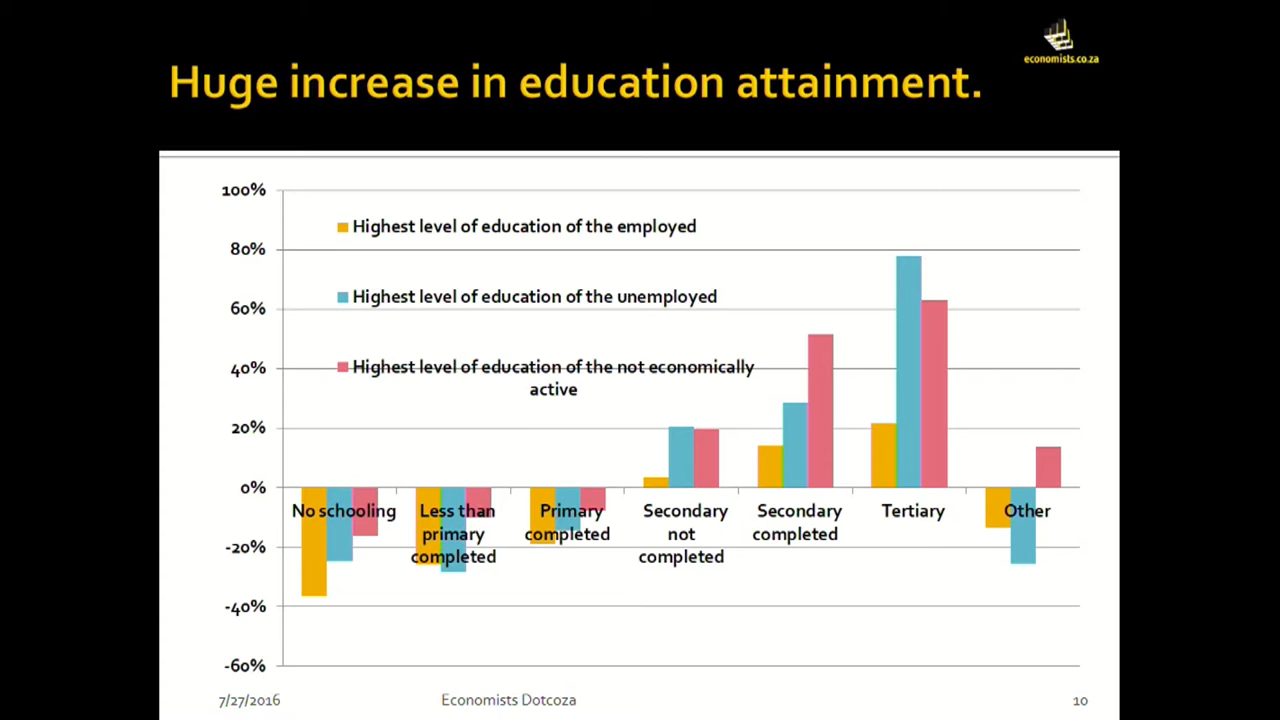 economists.co.za
Huge increase in education attainment.
100%
80%
60%
40%
20%
0%
-20%
-40%
-60%
Highest level of education of the employed
Highest level of education of the unemployed
Highest level of education of the not economically
active
No schooling
Less than
primary
completed
Primary
completed
Secondary
not
completed
Secondary
completed
Tertiary
Other
7/27/2016
Economists Dotcoza
10